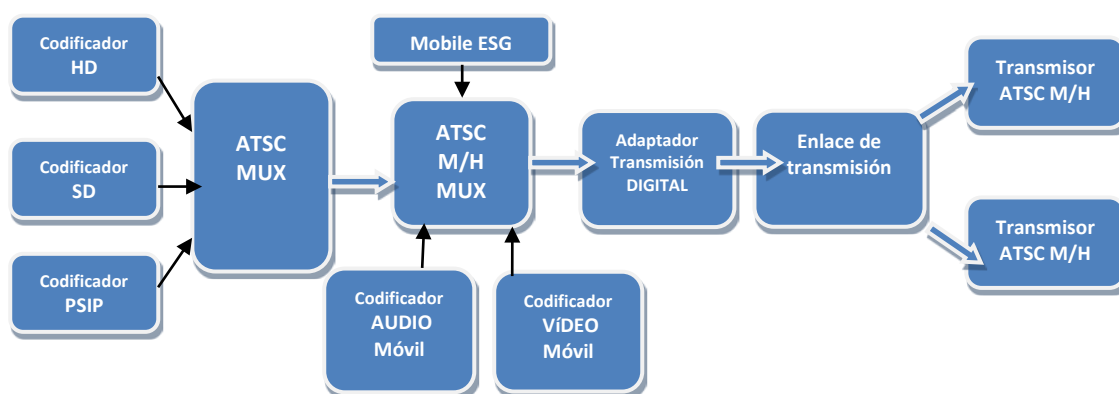 Codificador
HD
Codificador
SD
Codificador
PSIP
ATSC
MUX
Mobile ESG
ATSC
M/H
MUX
Codificador
AUDIO
Móvil
Codificador
VíDEO
Móvil
Adaptador
Transmisión
DIGITAL
Enlace de
transmisión
Transmisor
ATSC M/H
Transmisor
ATSC M/H